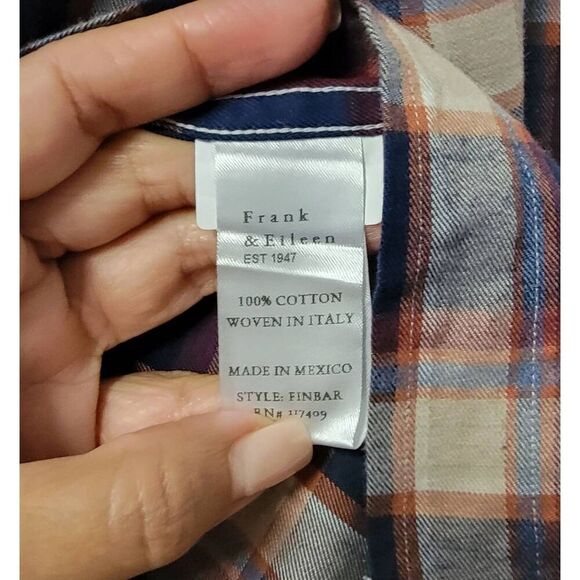 Frank
& Eileen
EST 1947
100% COTTON
WOVEN IN ITALY
MADE IN MEXICO
STYLE: FINBAR
RN# 117409